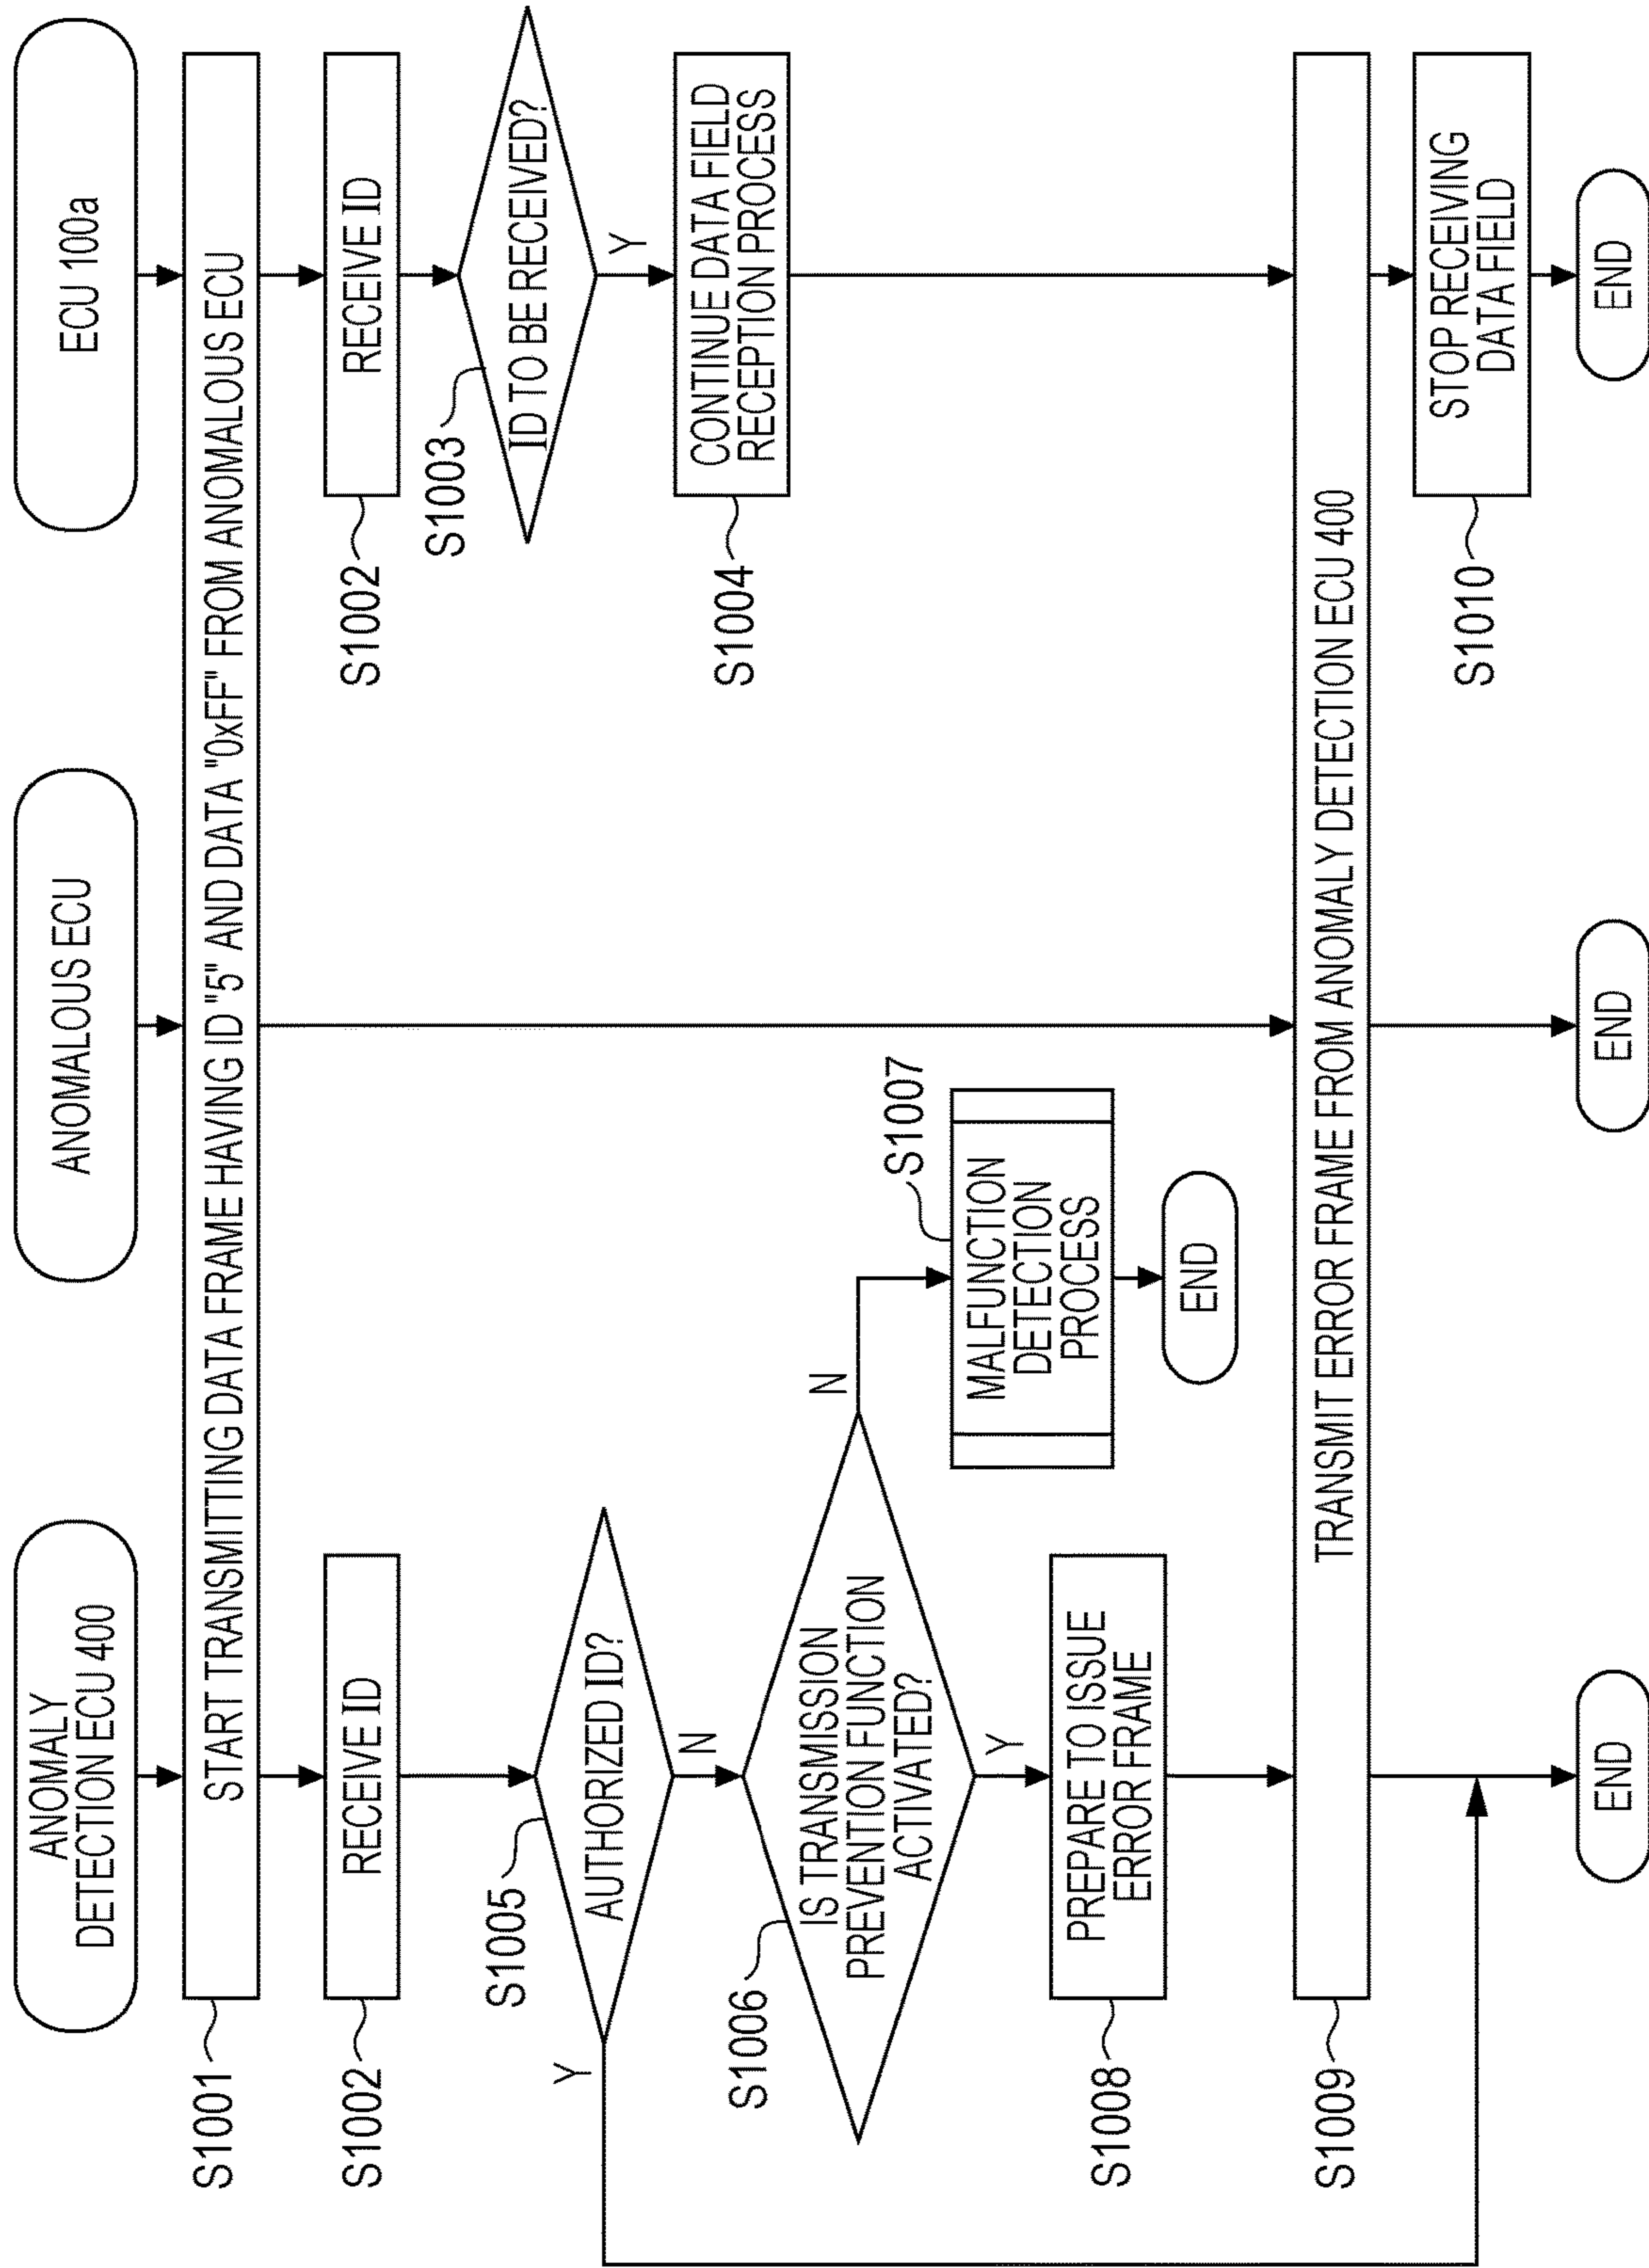 ANOMALY
DETECTION ECU 400
ANOMALOUS ECU
ECU 100a
S1001
START TRANSMITTING DATA FRAME HAVING ID "5" AND DATA "0xFF" FROM ANOMALOUS ECU
S1002
RECEIVE ID
S1002
RECEIVE ID
S1003
ID TO BE RECEIVED?
Y
S1004
CONTINUE DATA FIELD
RECEPTION PROCESS
S1005
AUTHORIZED ID?
Y
N
S1006
IS TRANSMISSION
PREVENTION FUNCTION
ACTIVATED?
N
Y
S1007
MALFUNCTION
DETECTION
PROCESS
END
S1008
PREPARE TO ISSUE
ERROR FRAME
S1009
TRANSMIT ERROR FRAME FROM ANOMALY DETECTION ECU 400
S1010
STOP RECEIVING
DATA FIELD
END
END
END